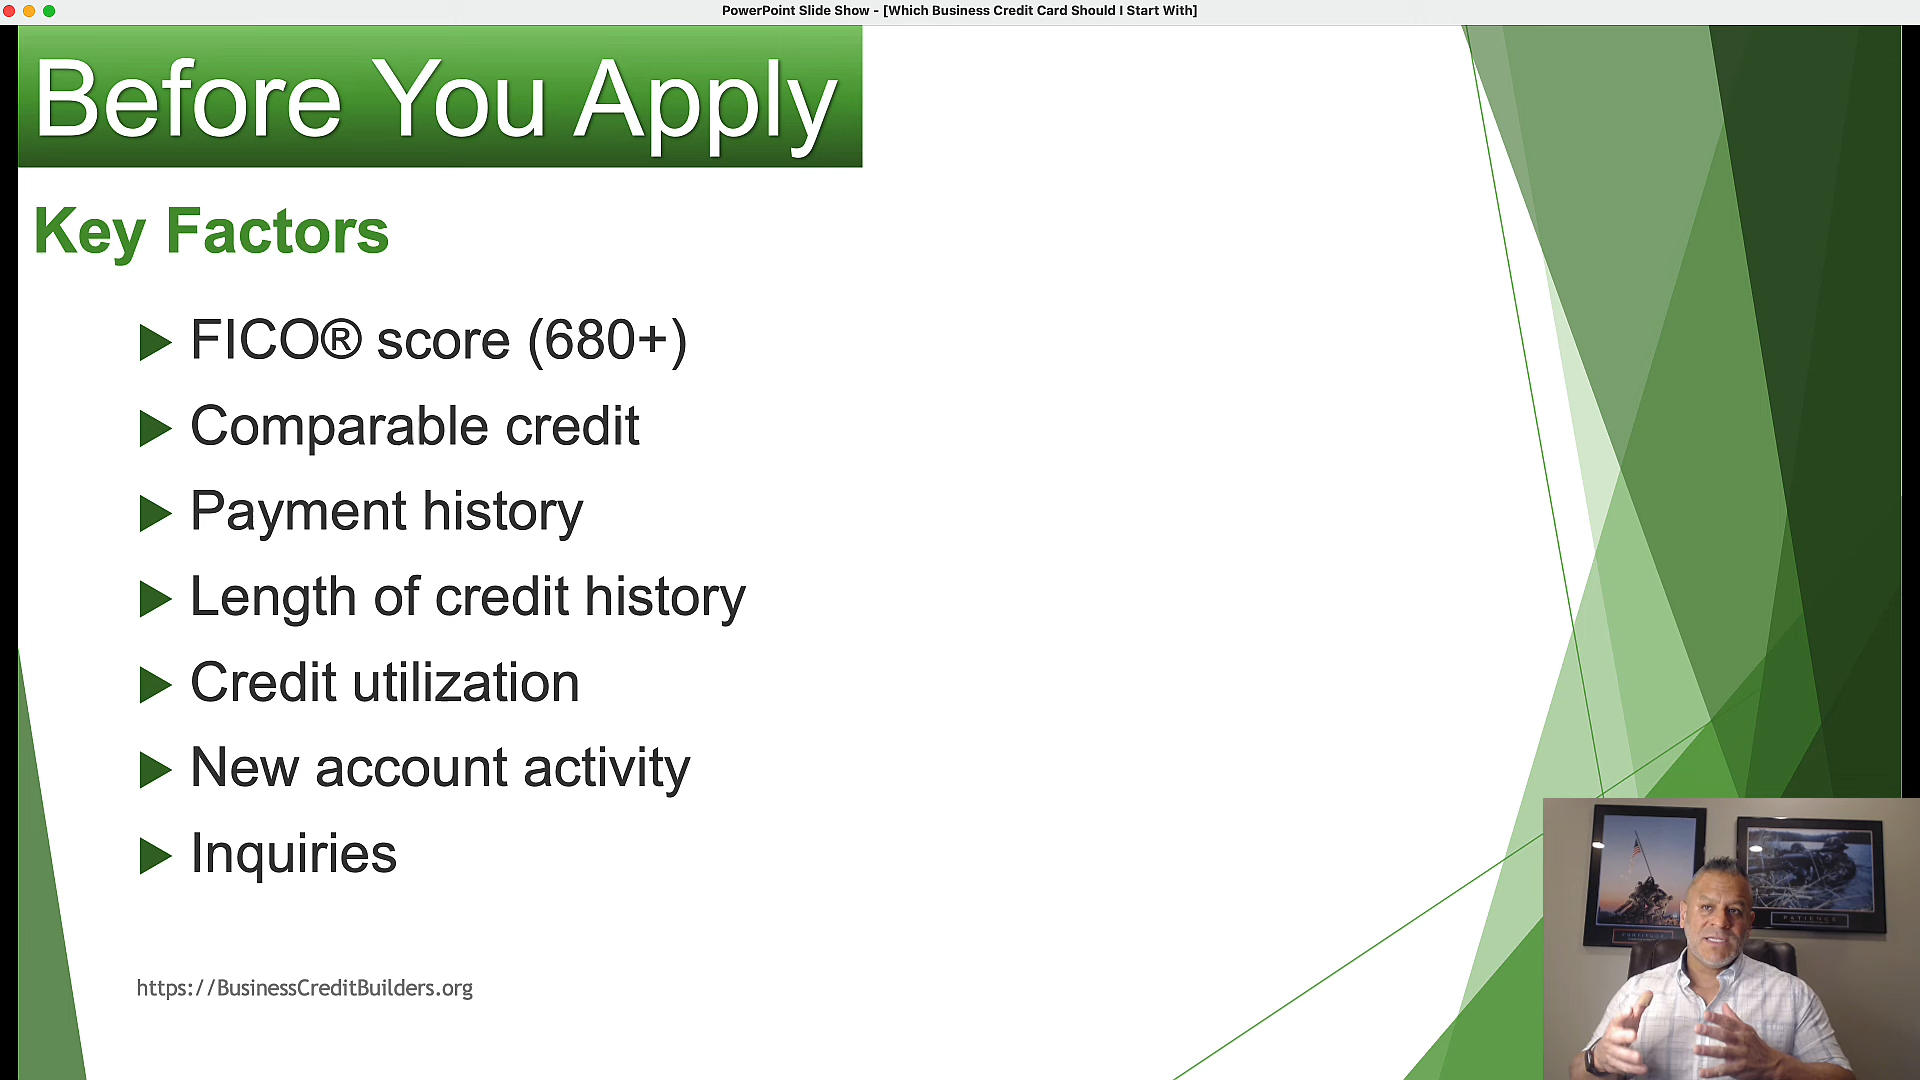 PowerPoint Slide Show - [Which Business Credit Card Should I Start With]
Before You Apply
Key Factors
FICO® score (680+)
Comparable credit
Payment history
Length of credit history
Credit utilization
New account activity
Inquiries
https://BusinessCreditBuilders.org
PATIENCE